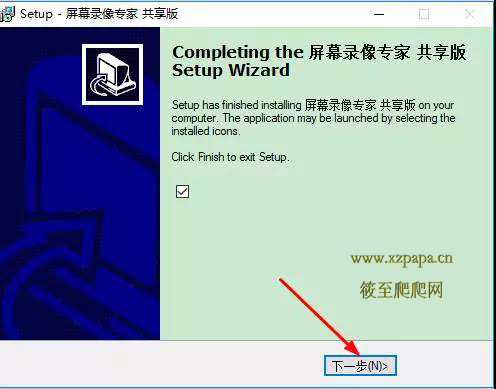 Setup - 屏幕录像专家 共享版
Completing the 屏幕录像专家 共享版
Setup Wizard
Setup has finished installing 屏幕录像专家 共享版 on your
computer. The application may be launched by selecting the
installed icons.
Click Finish to exit Setup.
www.xzpapa.cn
筱至爬爬网
下一步(N)>